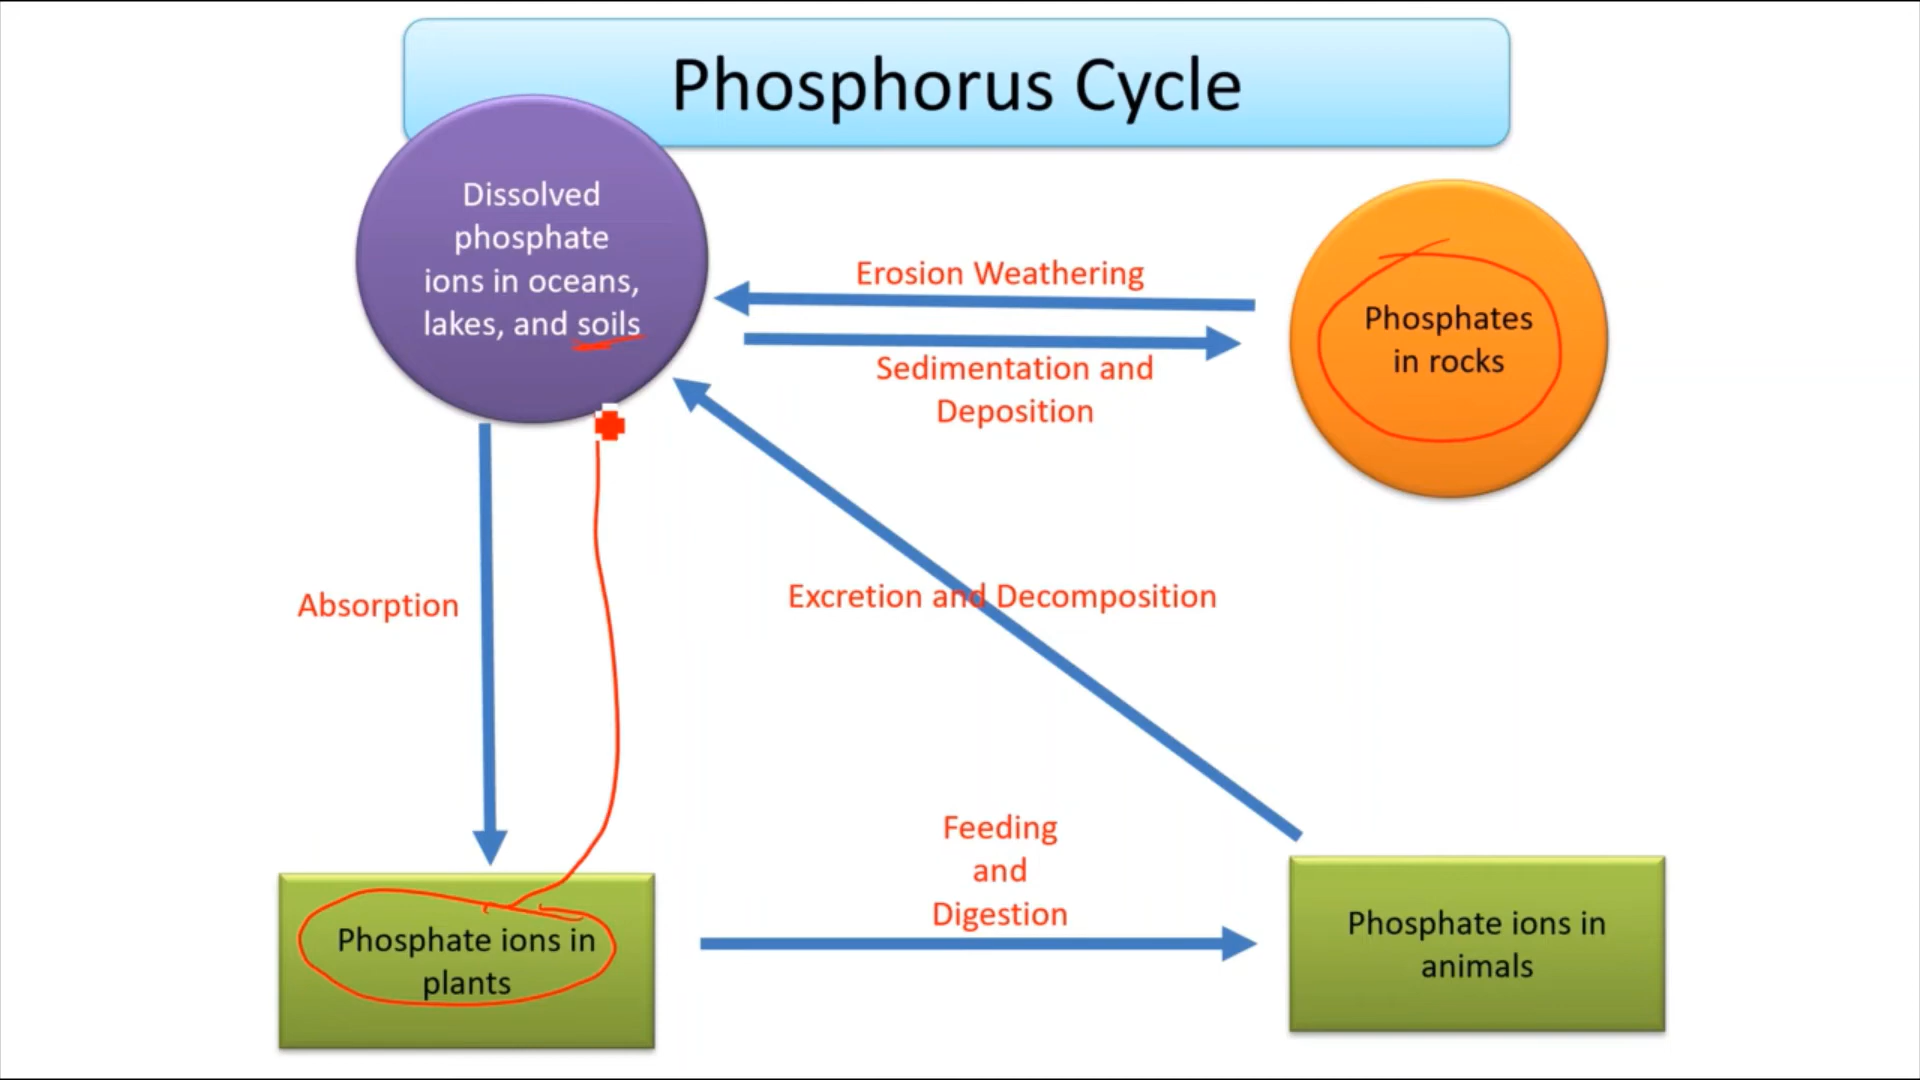 Phosphorus Cycle
Dissolved
phosphate
ions in oceans,
lakes, and soils
Erosion Weathering
Sedimentation and
Deposition
Phosphates
in rocks
Absorption
Excretion and Decomposition
Feeding
and
Digestion
Phosphate ions in
plants
Phosphate ions in
animals